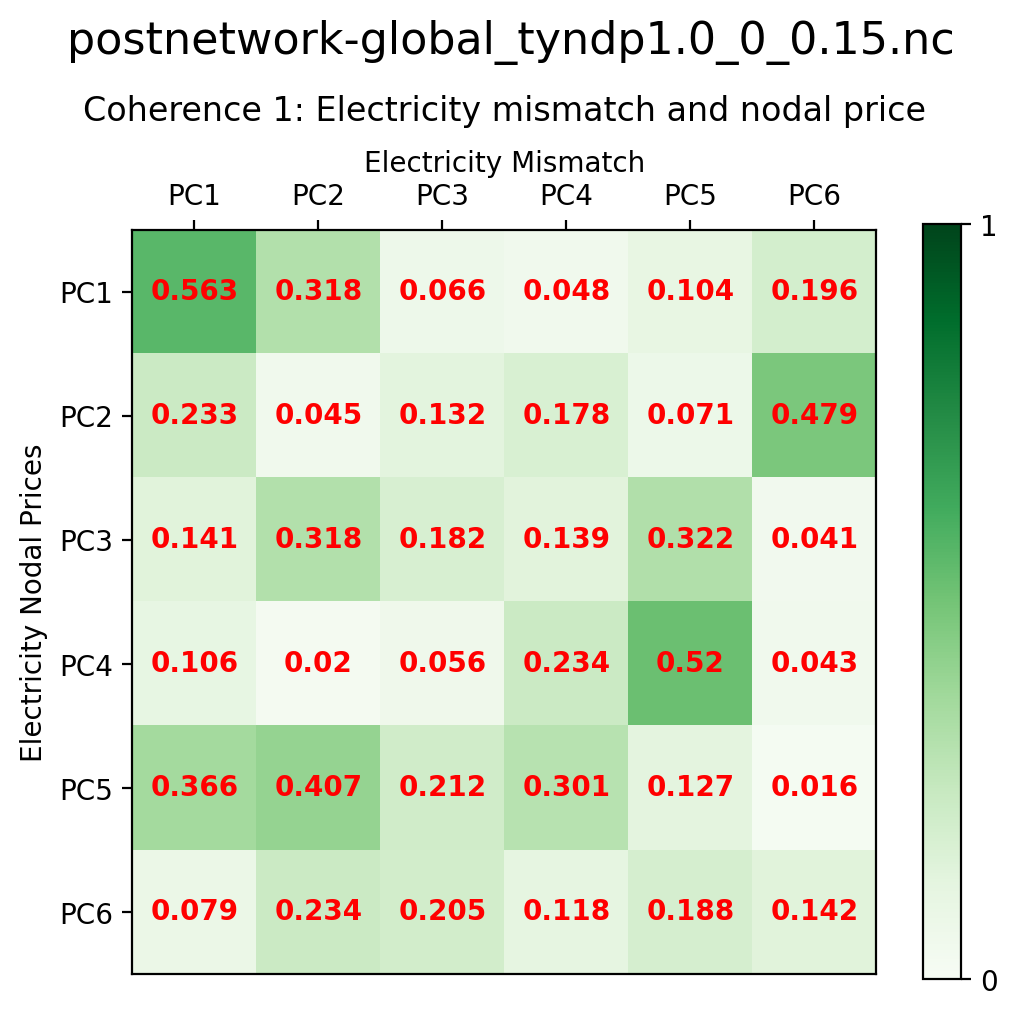 postnetwork-global_tyndp1.0_0_0.15.nc
Coherence 1: Electricity mismatch and nodal price
Electricity Mismatch
PC1 PC2 PC3 PC4 PC5 PC6
1
PC1 0.563 0.318 0.066 0.048 0.104 0.196
PC2 0.233 0.045 0.132 0.178 0.071 0.479
PC3 0.141 0.318 0.182 0.139 0.322 0.041
Electricity Nodal Prices
PC4 0.106 0.02 0.056 0.234 0.52 0.043
PC5 0.366 0.407 0.212 0.301 0.127 0.016
PC6 0.079 0.234 0.205 0.118 0.188 0.142
0